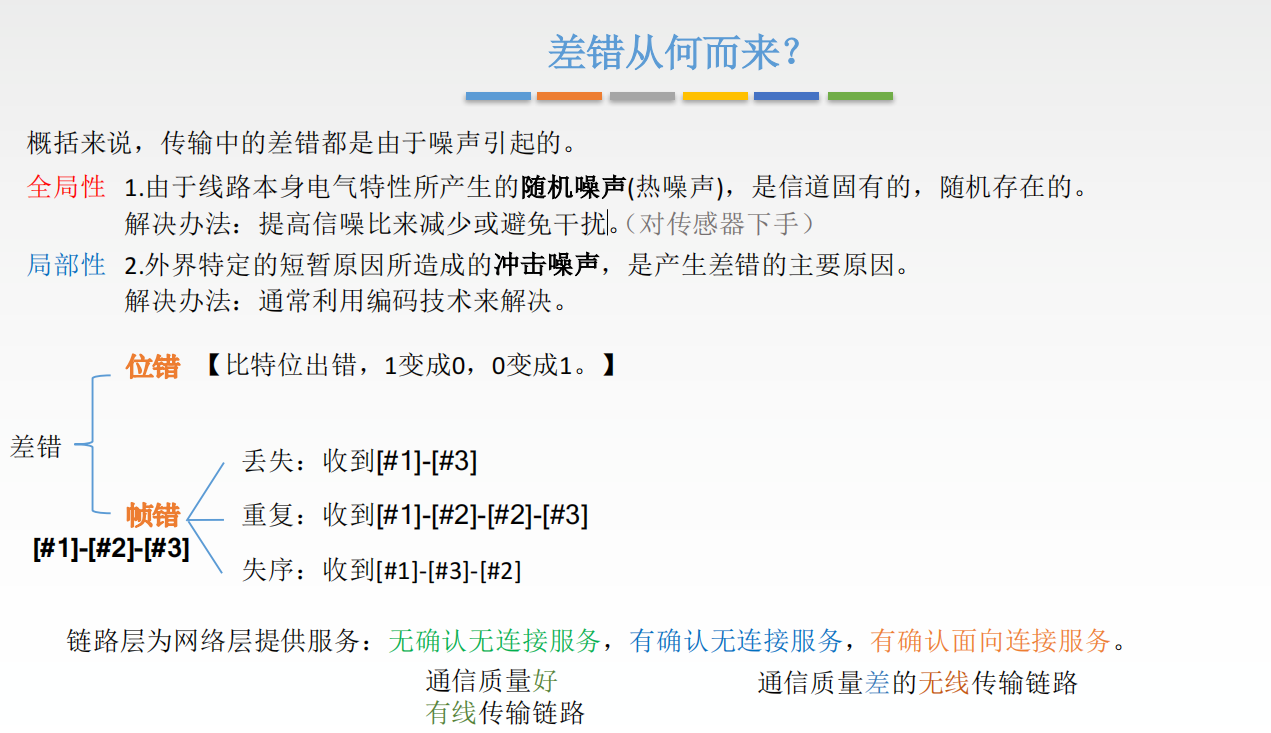 差错从何而来？
概括来说，传输中的差错都是由于噪声引起的。
全局性 1.由于线路本身电气特性所产生的随机噪声(热噪声)，是信道固有的，随机存在的。
解决办法：提高信噪比来减少或避免干扰。（对传感器下手）
局部性 2.外界特定的短暂原因所造成的冲击噪声，是产生差错的主要原因。
解决办法：通常利用编码技术来解决。
位错 【比特位出错，1变成0，0变成1。】
差错
丢失：收到[#1]-[#3]
帧错 重复：收到[#1]-[#2]-[#2]-[#3]
[#1]-[#2]-[#3]
失序：收到[#1]-[#3]-[#2]
链路层为网络层提供服务：无确认无连接服务，有确认无连接服务，有确认面向连接服务。
通信质量好 通信质量差的无线传输链路
有线传输链路